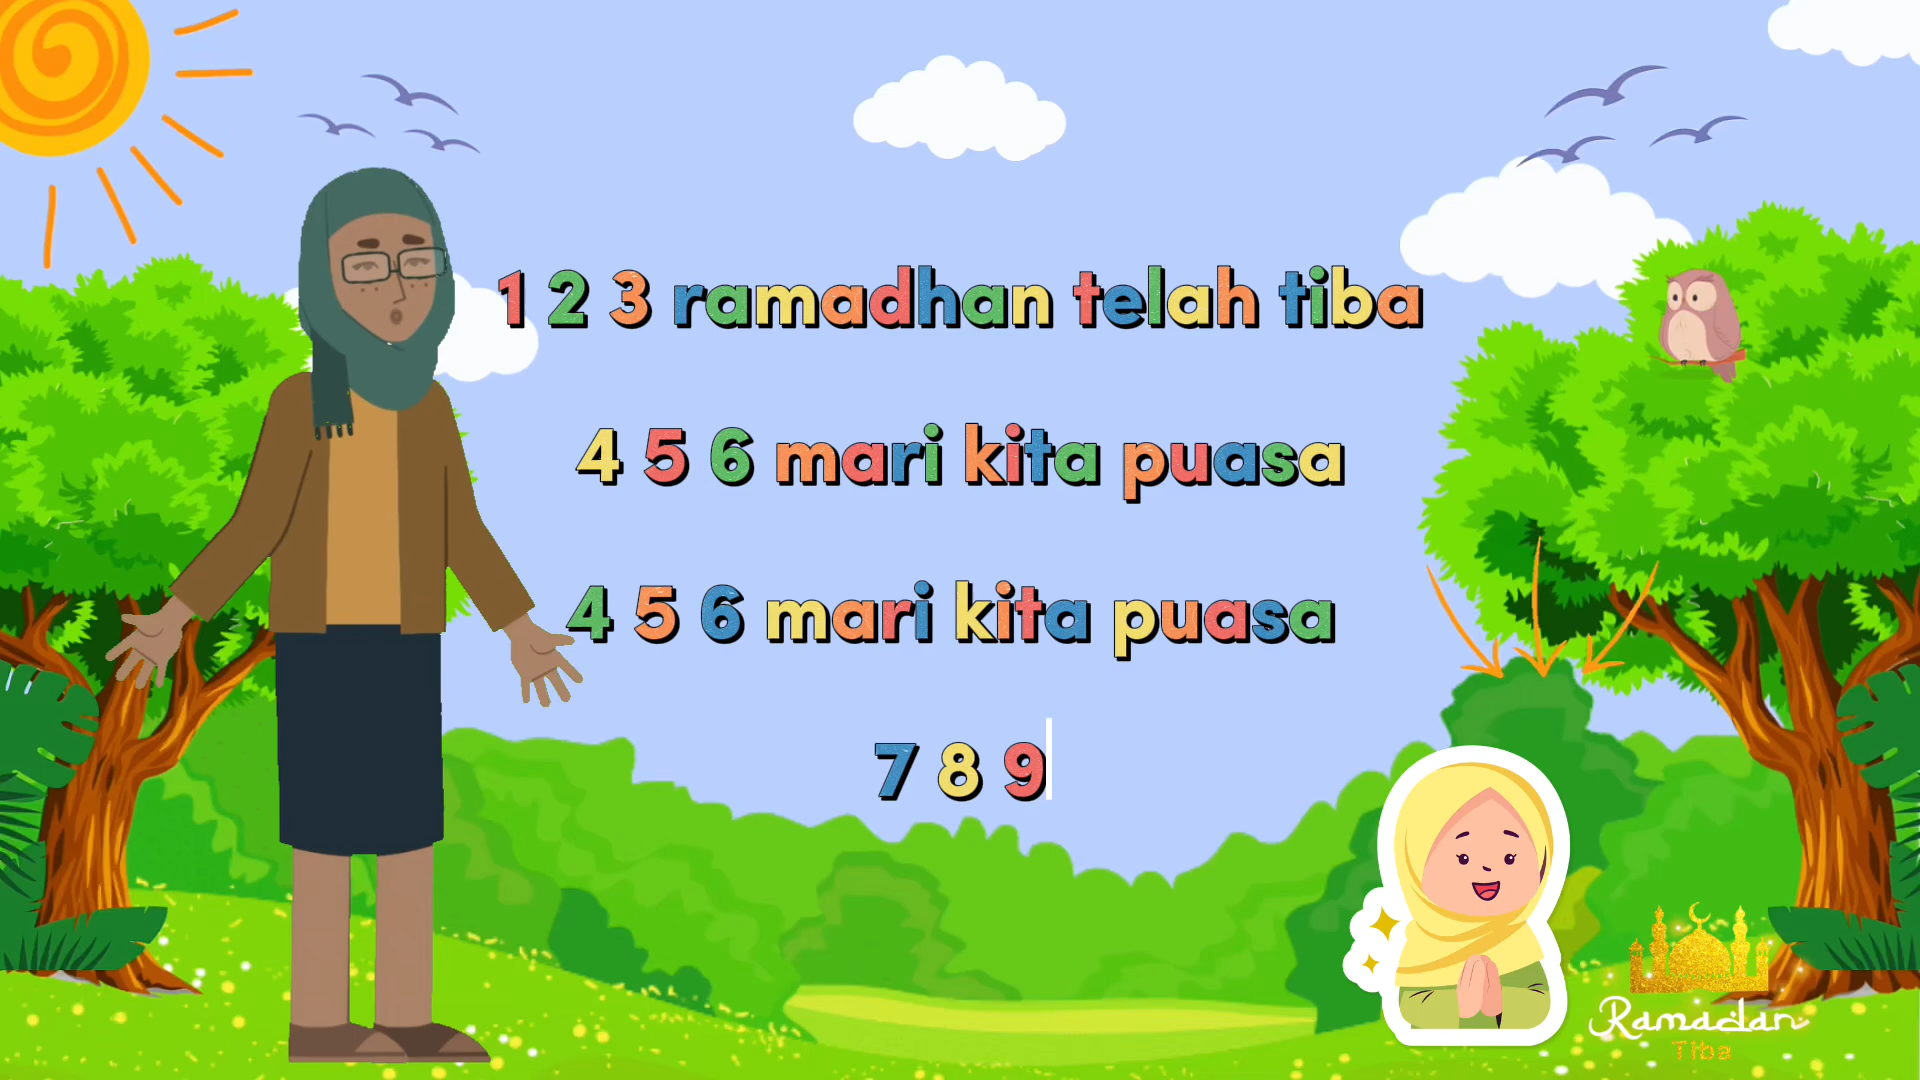 1 2 3 ramadhan telah tiba
4 5 6 mari kita puasa
4 5 6 mari kita puasa
7 8 9
Ramadan
Tiba